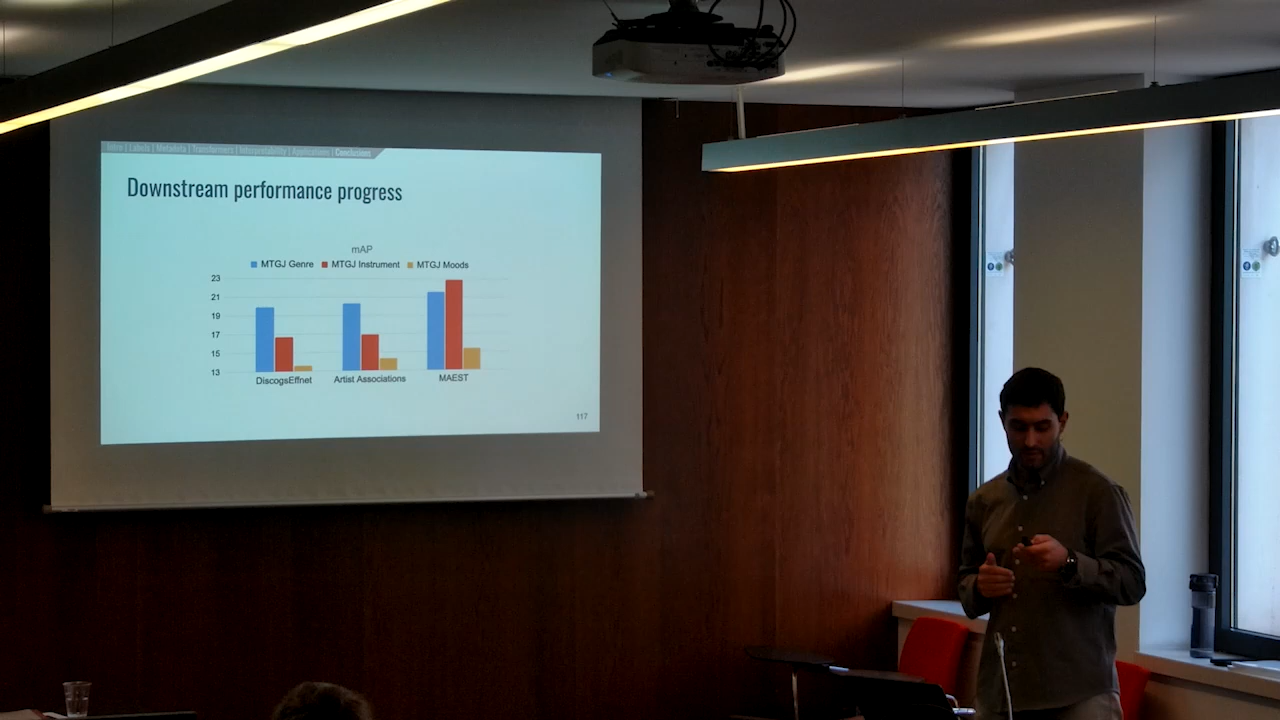 Intro | Labels | Metadata | Transformers | Interpretability | Applications | Conclusions
Downstream performance progress
mAP
MTGJ Genre MTGJ Instrument MTGJ Moods
23
21
19
17
15
13
DiscogsEffnet Artist Associations MAEST
117